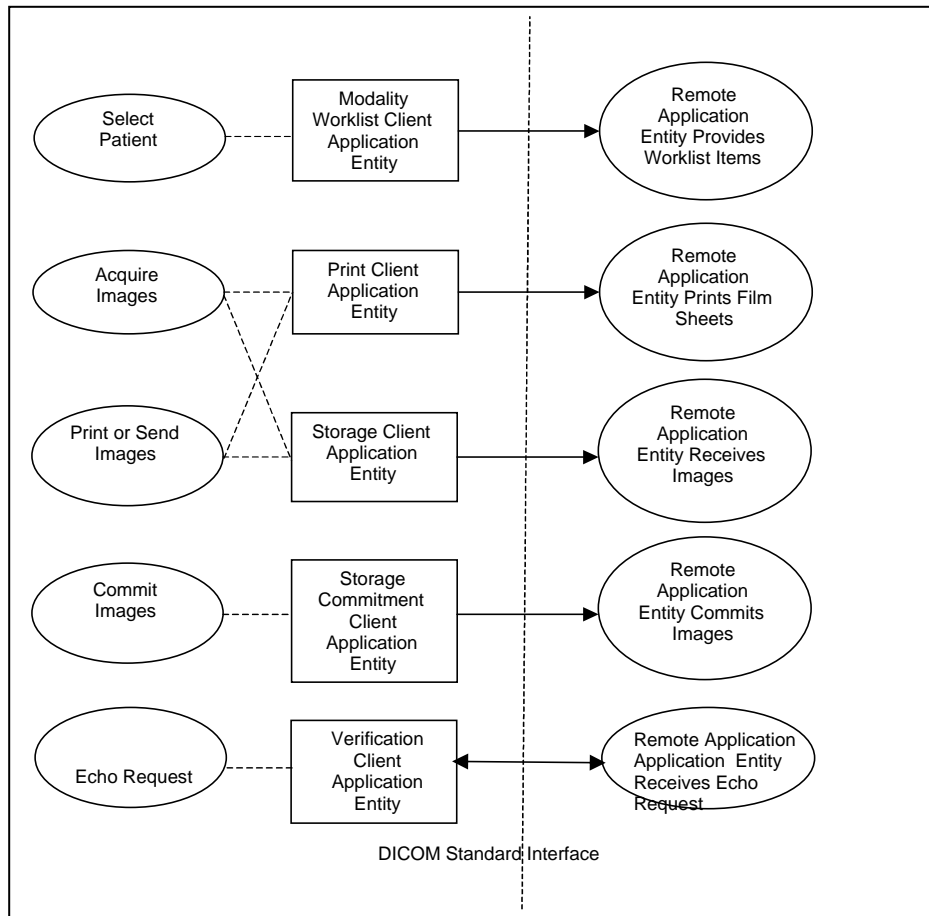 Select
Patient
Modality
Worklist Client
Application
Entity
Remote
Application
Entity Provides
Worklist Items
Acquire
Images
Print Client
Application
Entity
Remote
Application
Entity Prints Film
Sheets
Print or Send
Images
Storage Client
Application
Entity
Remote
Application
Entity Receives
Images
Commit
Images
Storage
Commitment
Client
Application
Entity
Remote
Application
Entity Commits
Images
Echo Request
Verification
Client
Application
Entity
Remote Application
Application Entity
Receives Echo
Request
DICOM Standard Interface